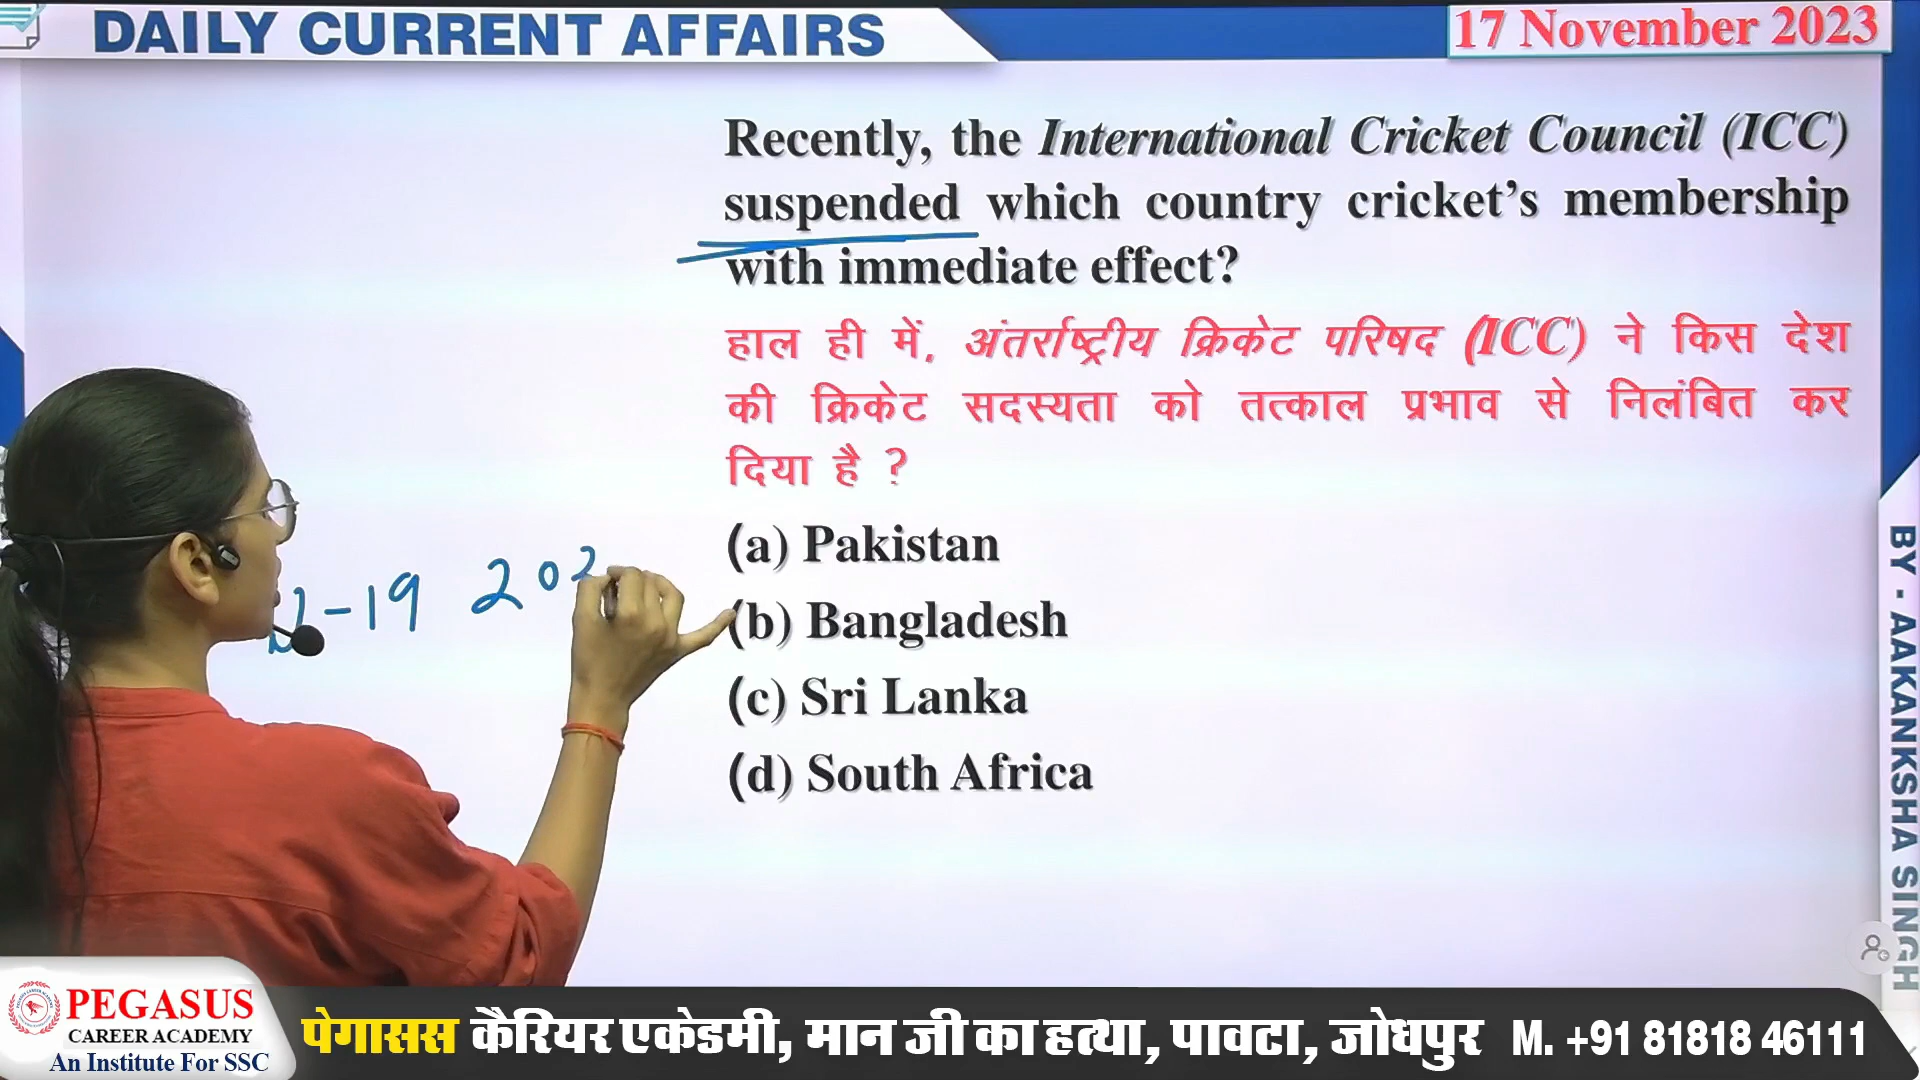 DAILY CURRENT AFFAIRS
17 November 2023
Recently, the International Cricket Council (ICC)
suspended which country cricket’s membership
with immediate effect?
हाल ही में, अंतर्राष्ट्रीय क्रिकेट परिषद (ICC) ने किस देश
की क्रिकेट सदस्यता को तत्काल प्रभाव से निलंबित कर
दिया है ?
(a) Pakistan
(b) Bangladesh
(c) Sri Lanka
(d) South Africa
U-19 202
BY - AAKANKSHA SINGH
PEGASUS
CAREER ACADEMY
An Institute For SSC
पेगासस कैरियर एकेडमी, मान जी का हत्था, पावटा, जोधपुर M. +91 81818 46111